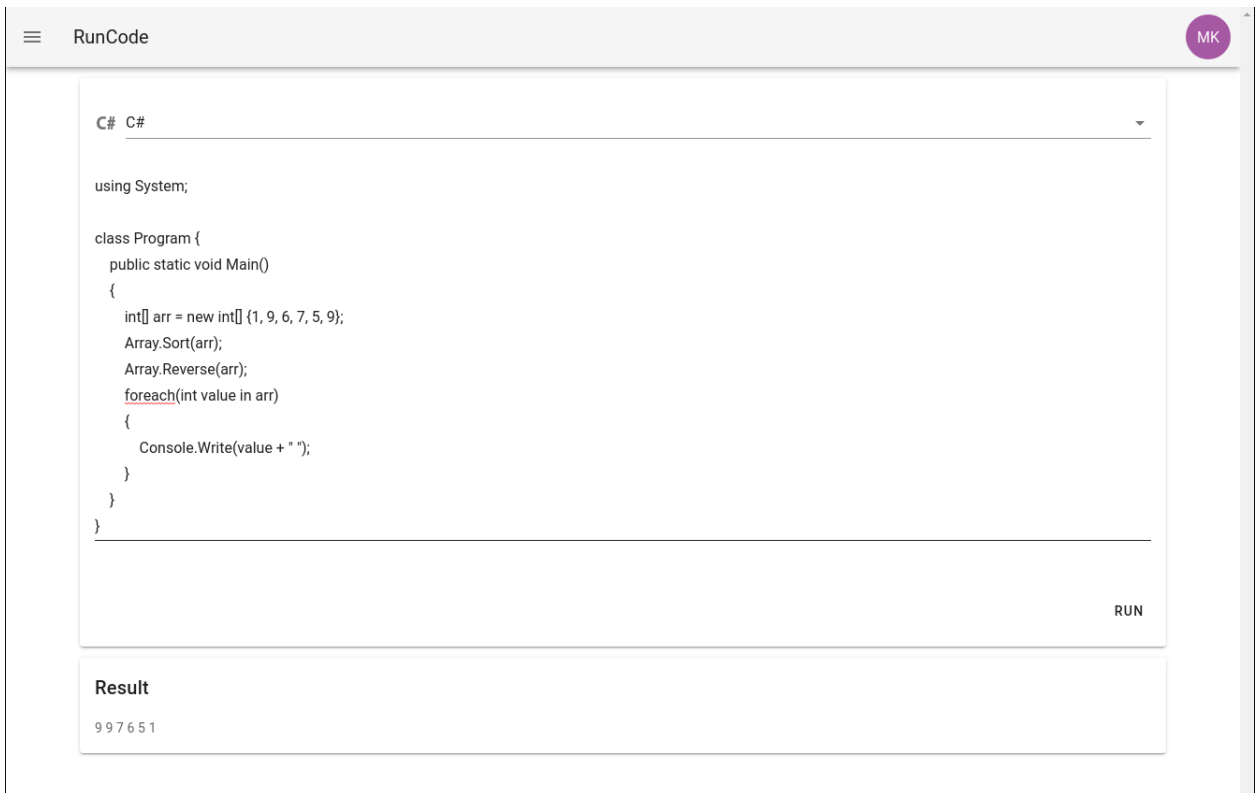 RunCode
MK
C# C#
using System;
class Program {
    public static void Main()
    {
        int[] arr = new int[] {1, 9, 6, 7, 5, 9};
        Array.Sort(arr);
        Array.Reverse(arr);
        foreach(int value in arr)
        {
            Console.Write(value + " ");
        }
    }
}
RUN
Result
9 9 7 6 5 1